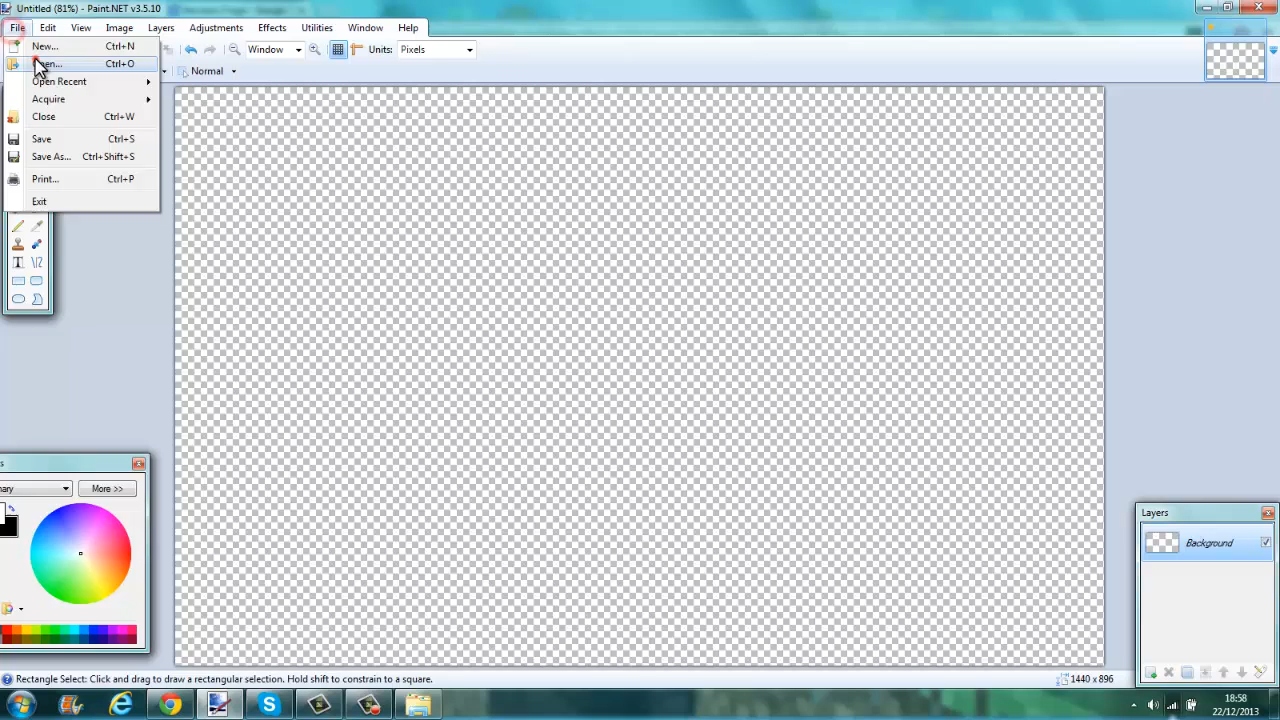 Untitled (81%) - Paint.NET v3.5.10
File Edit View Image Layers Adjustments Effects Utilities Window Help
New... Ctrl+N
Window Units: Pixels
Ctrl+O
Normal
Open Recent
Acquire
Close Ctrl+W
Save Ctrl+S
Save As... Ctrl+Shift+S
Print... Ctrl+P
Exit
More >>
Layers
Background
Rectangle Select: Click and drag to draw a rectangular selection. Hold shift to constrain to a square.
1440 x 896
18:58
22/12/2013